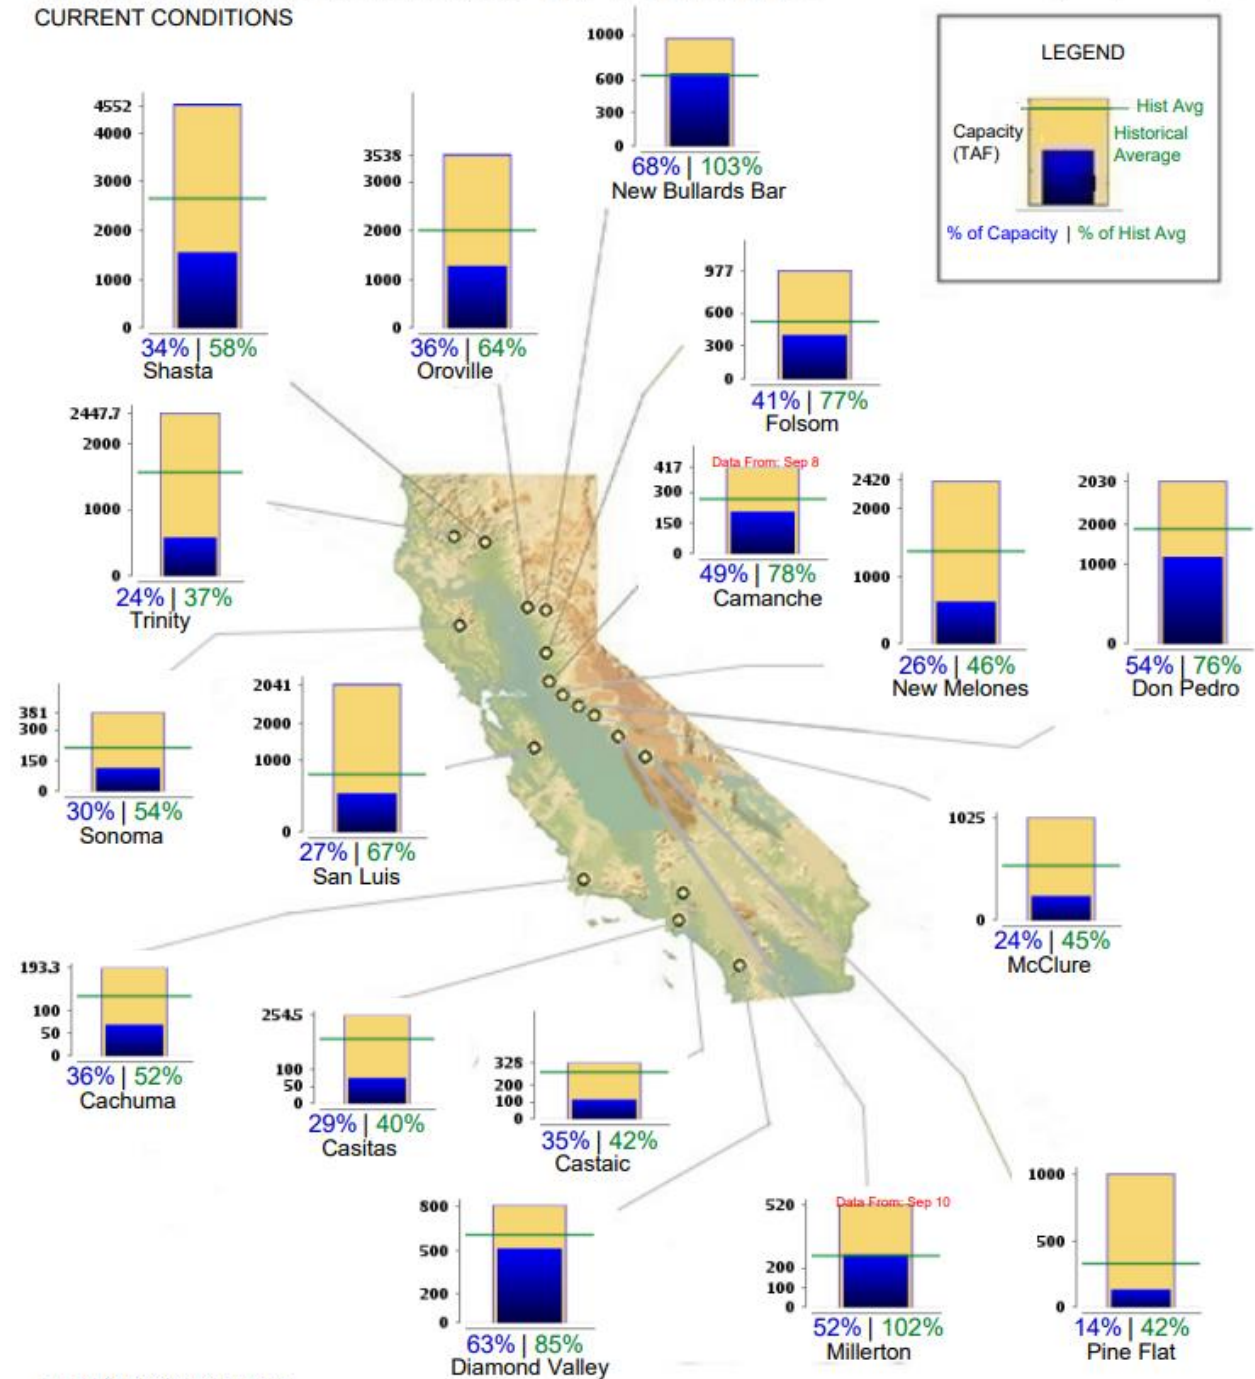 CURRENT CONDITIONS
1000
600
300
0
68% | 103%
New Bullards Bar
LEGEND
Capacity
(TAF)
Hist Avg
Historical
Average
% of Capacity | % of Hist Avg
4552
4000
3000
2000
1000
0
34% | 58%
Shasta
3538
3000
2000
1000
0
36% | 64%
Oroville
977
600
300
0
41% | 77%
Folsom
2447.7
2000
1000
0
24% | 37%
Trinity
Data From: Sep 8
417
300
150
0
49% | 78%
Camanche
2420
2000
1000
0
26% | 46%
New Melones
2030
2000
1000
0
54% | 76%
Don Pedro
381
300
150
0
30% | 54%
Sonoma
2041
2000
1000
0
27% | 67%
San Luis
1025
0
24% | 45%
McClure
193.3
100
50
0
36% | 52%
Cachuma
254.5
100
50
0
29% | 40%
Casitas
328
200
100
0
35% | 42%
Castaic
800
500
200
0
63% | 85%
Diamond Valley
Data From: Sep 10
520
200
100
0
52% | 102%
Millerton
1000
500
0
14% | 42%
Pine Flat